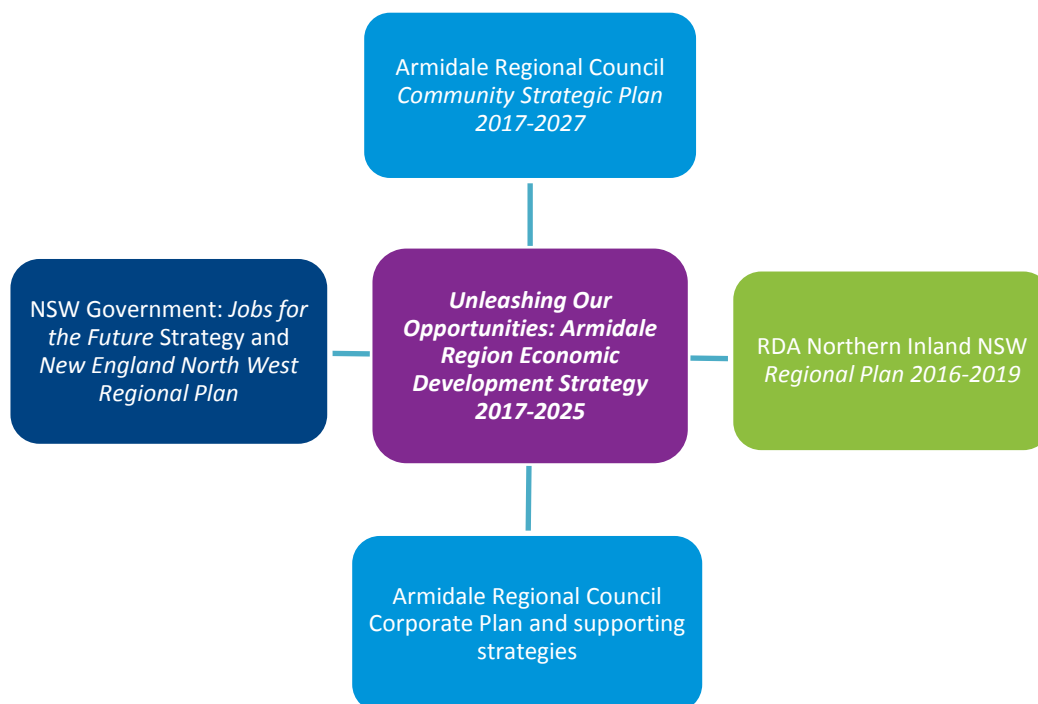 Armidale Regional Council
Community Strategic Plan
2017-2027
NSW Government: Jobs for
the Future Strategy and
New England North West
Regional Plan
Unleashing Our
Opportunities: Armidale
Region Economic
Development Strategy
2017-2025
RDA Northern Inland NSW
Regional Plan 2016-2019
Armidale Regional Council
Corporate Plan and supporting
strategies